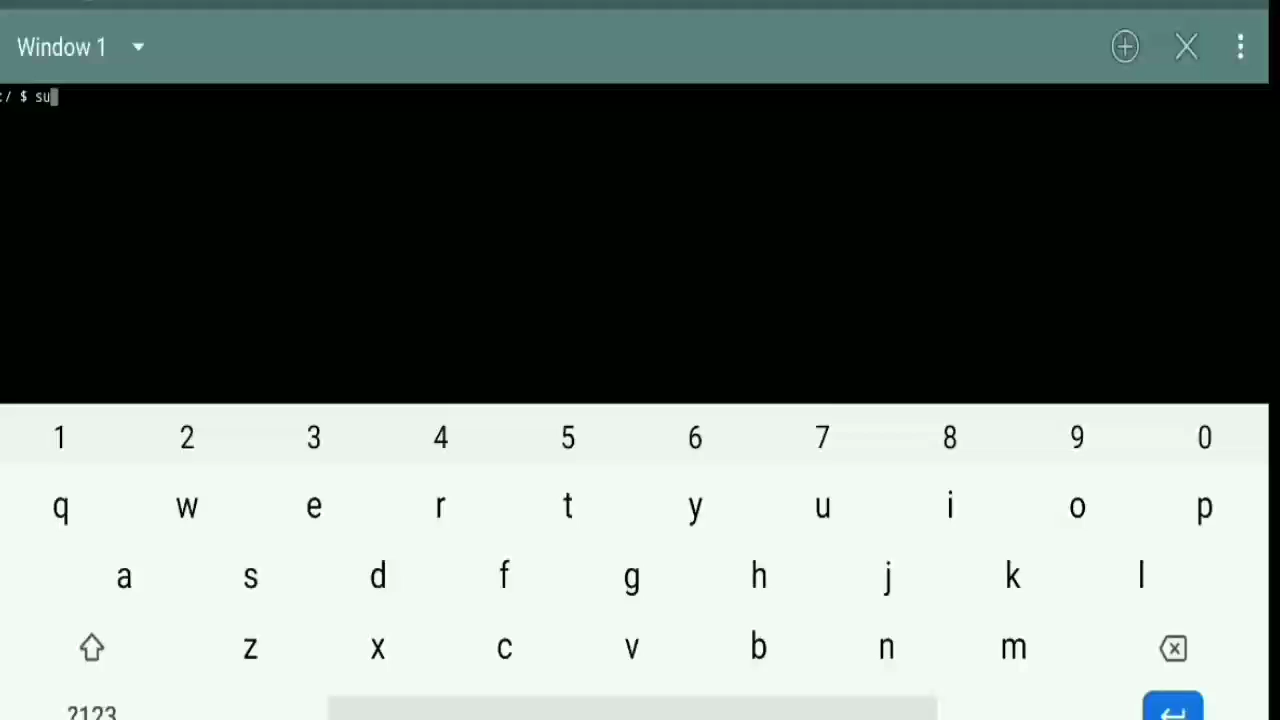 Window 1
:/ $ su
1 2 3 4 5 6 7 8 9 0
q w e r t y u i o p
a s d f g h j k l
z x c v b n m
?123